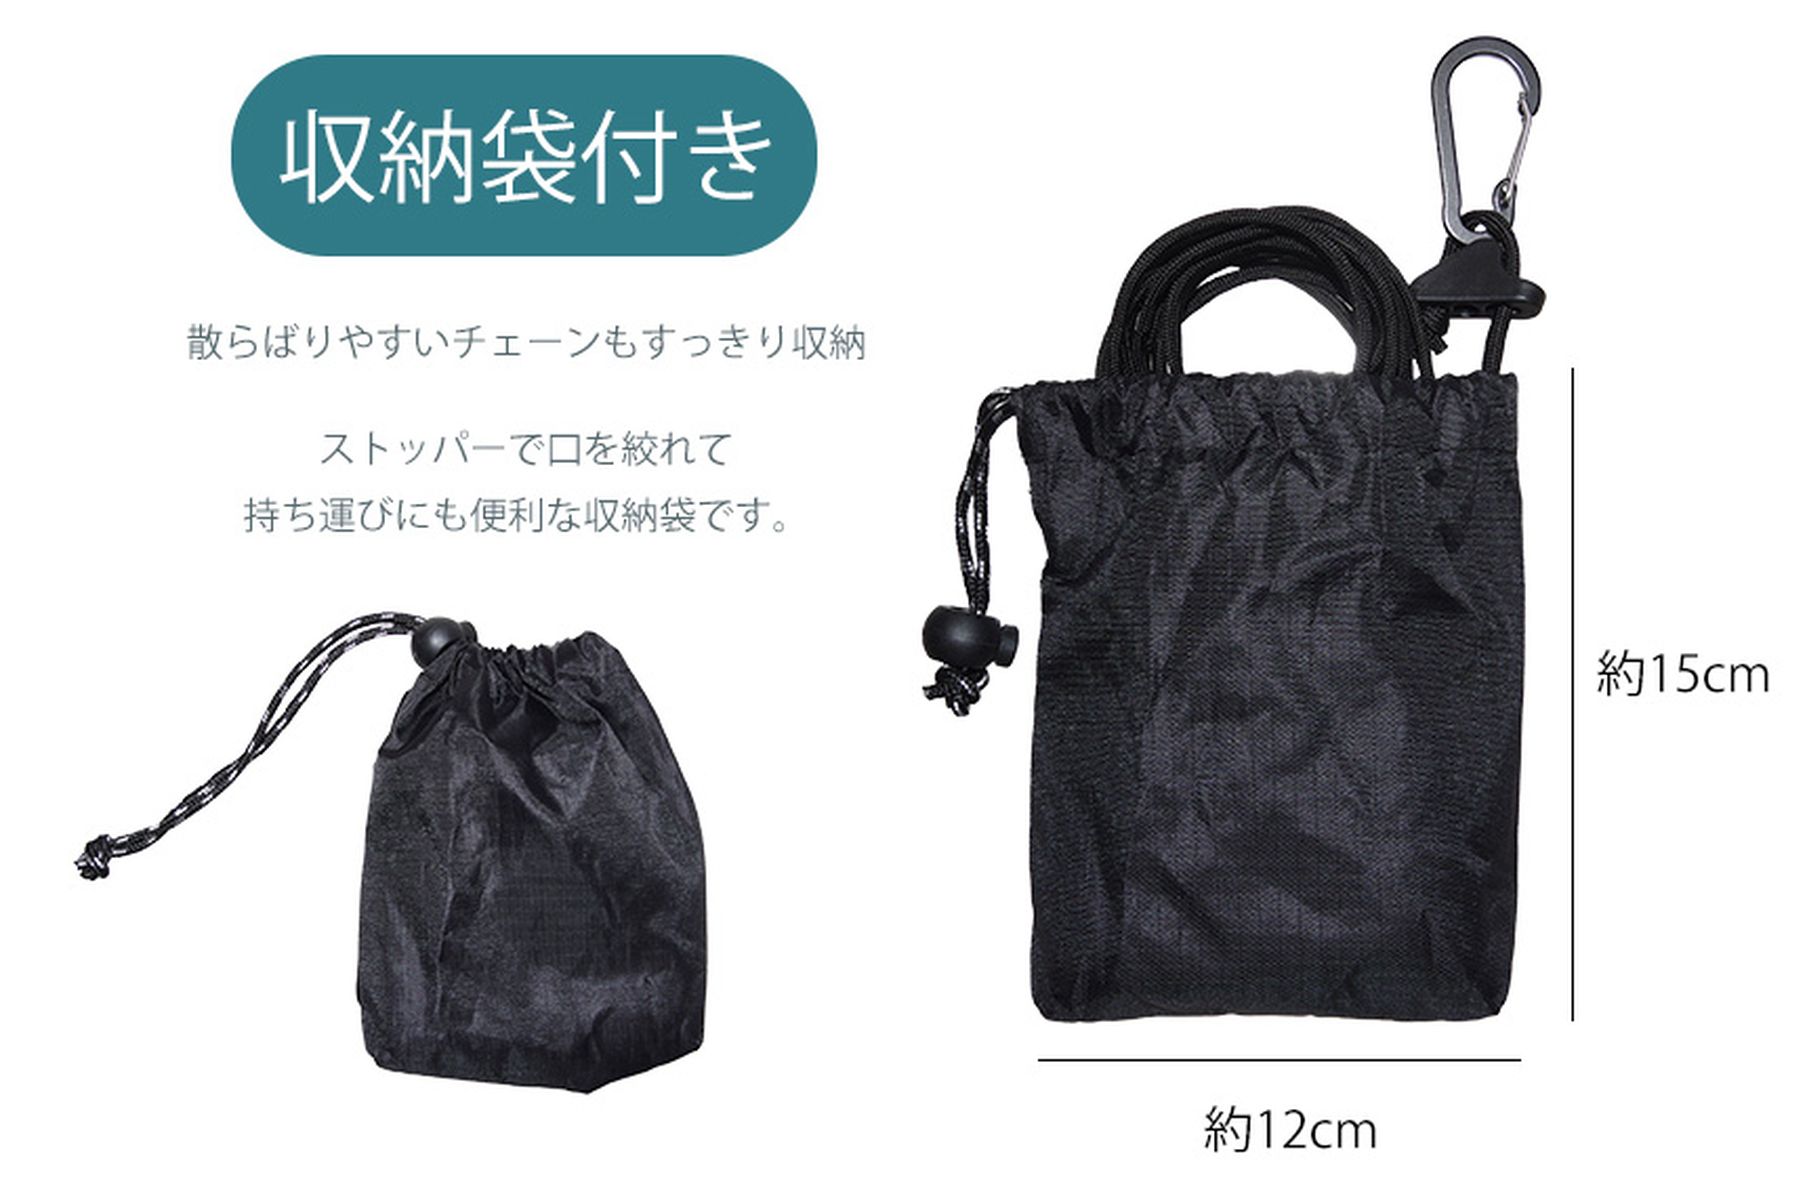 収納袋付き
散らばりやすいチェーンもすっきり収納
ストッパーで口を絞れて
持ち運びにも便利な収納袋です。
約15cm
約12cm